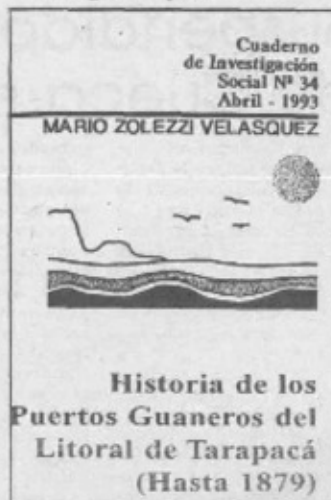 Cuaderno
de Investigación
Social Nº 34
Abril - 1993
MARIO ZOLEZZI VELASQUEZ
Historia de los
Puertos Guaneros del
Litoral de Tarapacá
(Hasta 1879)